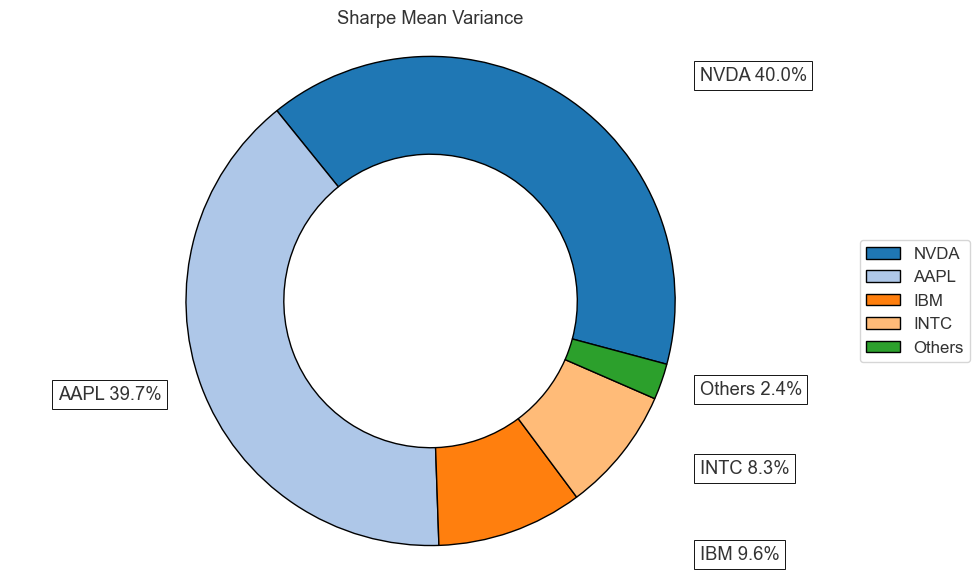 Sharpe Mean Variance
NVDA 40.0%
AAPL 39.7%
Others 2.4%
INTC 8.3%
IBM 9.6%
NVDA
AAPL
IBM
INTC
Others